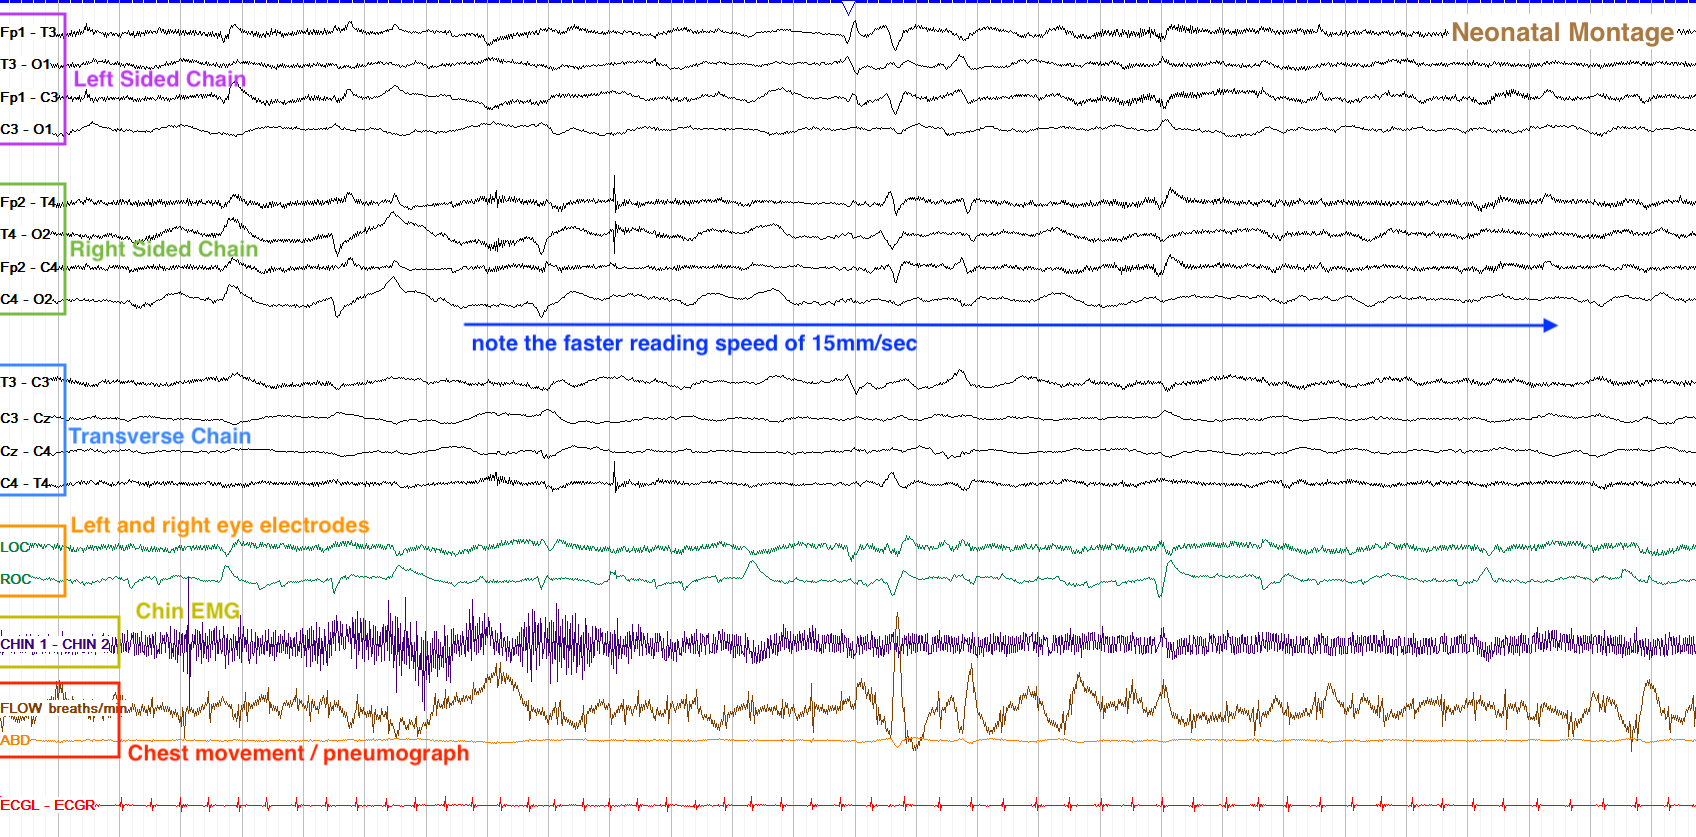 Neonatal Montage
Fp1 - T3
T3 - O1
Left Sided Chain
Fp1 - C3
C3 - O1
Fp2 - T4
T4 - O2
Right Sided Chain
Fp2 - C4
C4 - O2
note the faster reading speed of 15mm/sec
T3 - C3
C3 - Cz
Transverse Chain
Cz - C4
C4 - T4
Left and right eye electrodes
LOC
ROC
Chin EMG
CHIN 1 - CHIN 2
FLOW breaths/min
ABD
Chest movement / pneumograph
ECGL - ECGR